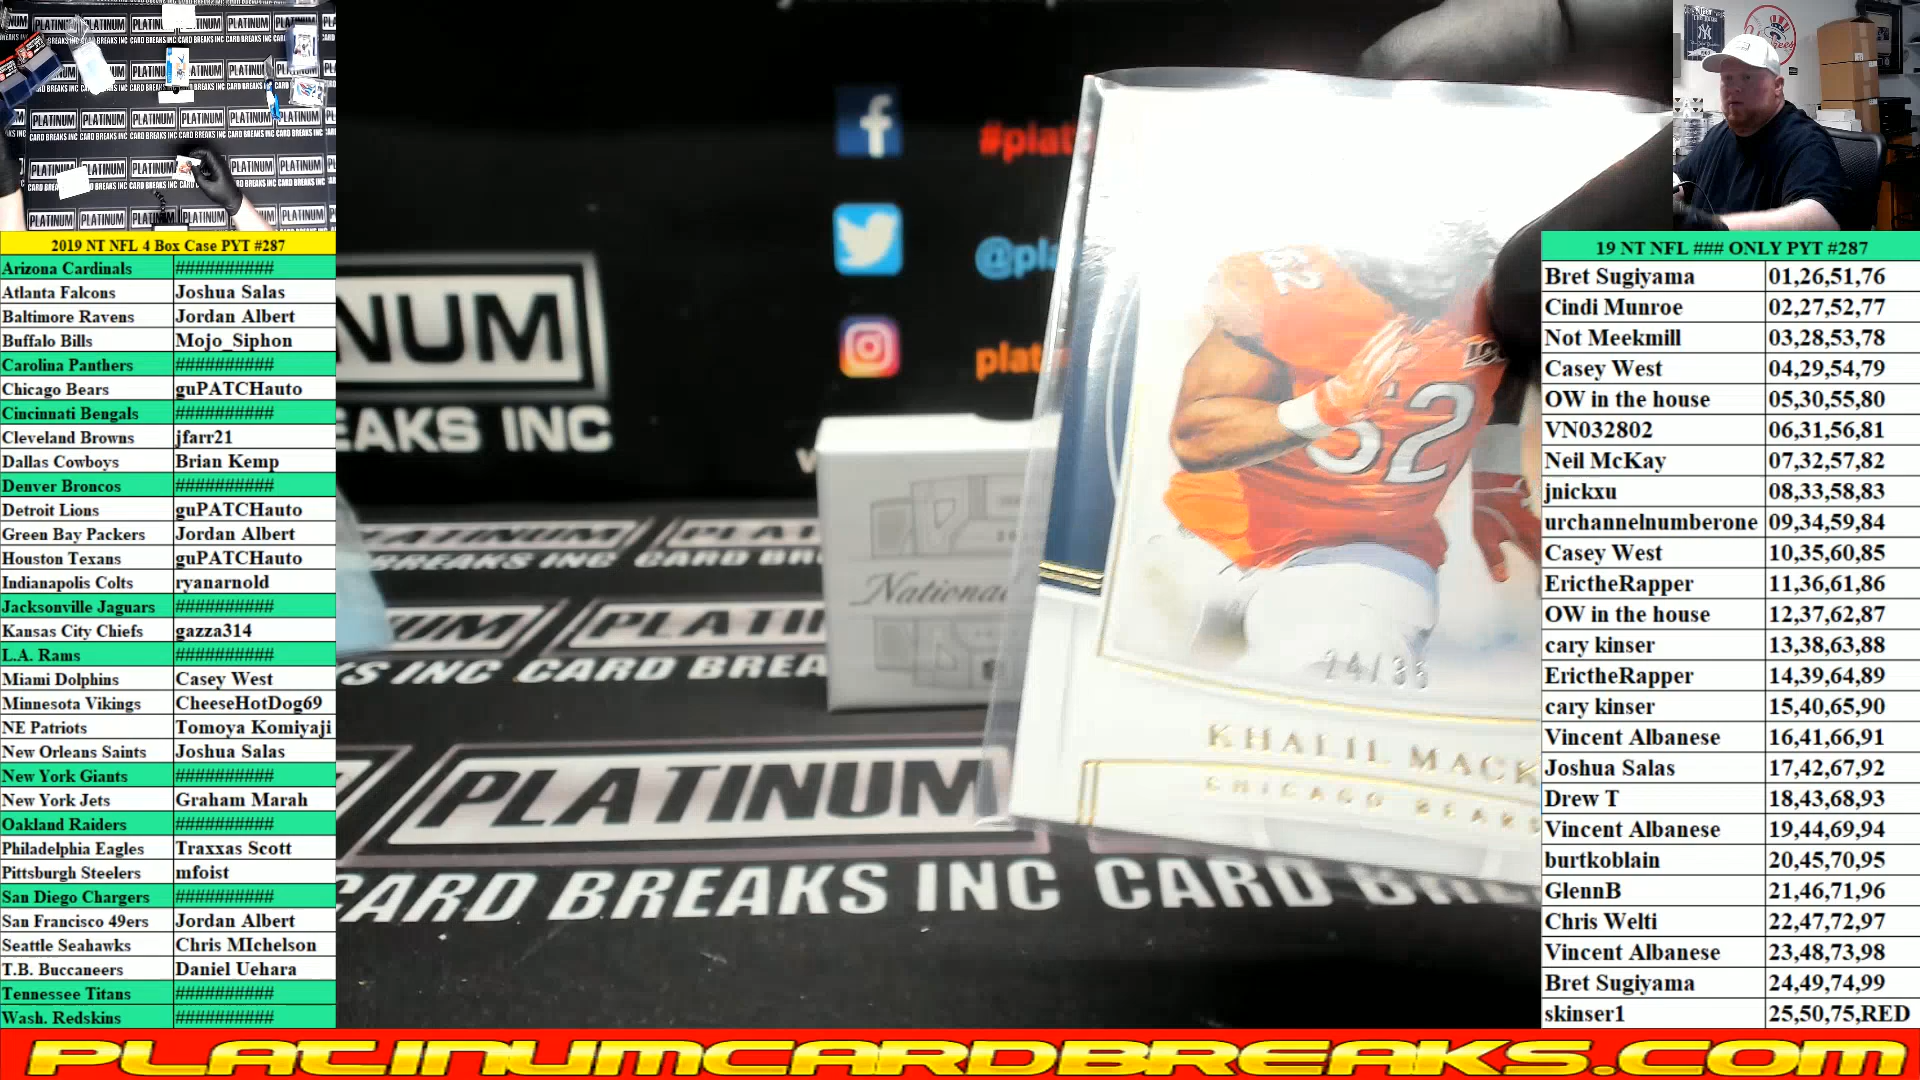 2019 NT NFL 4 Box Case PYT #287
Arizona Cardinals ##########
Atlanta Falcons Joshua Salas
Baltimore Ravens Jordan Albert
Buffalo Bills Mojo_Siphon
Carolina Panthers ##########
Chicago Bears guPATCHauto
Cincinnati Bengals ##########
Cleveland Browns jfarr21
Dallas Cowboys Brian Kemp
Denver Broncos ##########
Detroit Lions guPATCHauto
Green Bay Packers Jordan Albert
Houston Texans guPATCHauto
Indianapolis Colts ryanarnold
Jacksonville Jaguars ##########
Kansas City Chiefs gazza314
L.A. Rams ##########
Miami Dolphins Casey West
Minnesota Vikings CheeseHotDog69
NE Patriots Tomoya Komiyaji
New Orleans Saints Joshua Salas
New York Giants ##########
New York Jets Graham Marah
Oakland Raiders ##########
Philadelphia Eagles Traxxas Scott
Pittsburgh Steelers mfoist
San Diego Chargers ##########
San Francisco 49ers Jordan Albert
Seattle Seahawks Chris MIchelson
T.B. Buccaneers Daniel Uehara
Tennessee Titans ##########
Wash. Redskins ##########
NUM
EAKS INC
#plati
@pla
plat
National
52
52
24/35
KHALIL MACK
CHICAGO BEARS
PLATINUM
CARD BREAKS INC CARD
19 NT NFL ### ONLY PYT #287
Bret Sugiyama 01,26,51,76
Cindi Munroe 02,27,52,77
Not Meekmill 03,28,53,78
Casey West 04,29,54,79
OW in the house 05,30,55,80
VN032802 06,31,56,81
Neil McKay 07,32,57,82
jnickxu 08,33,58,83
urchannelnumberone 09,34,59,84
Casey West 10,35,60,85
ErictheRapper 11,36,61,86
OW in the house 12,37,62,87
cary kinser 13,38,63,88
ErictheRapper 14,39,64,89
cary kinser 15,40,65,90
Vincent Albanese 16,41,66,91
Joshua Salas 17,42,67,92
Drew T 18,43,68,93
Vincent Albanese 19,44,69,94
burtkoblain 20,45,70,95
GlennB 21,46,71,96
Chris Welti 22,47,72,97
Vincent Albanese 23,48,73,98
Bret Sugiyama 24,49,74,99
skinser1 25,50,75,RED
PLATINUMCARDBREAKS.COM